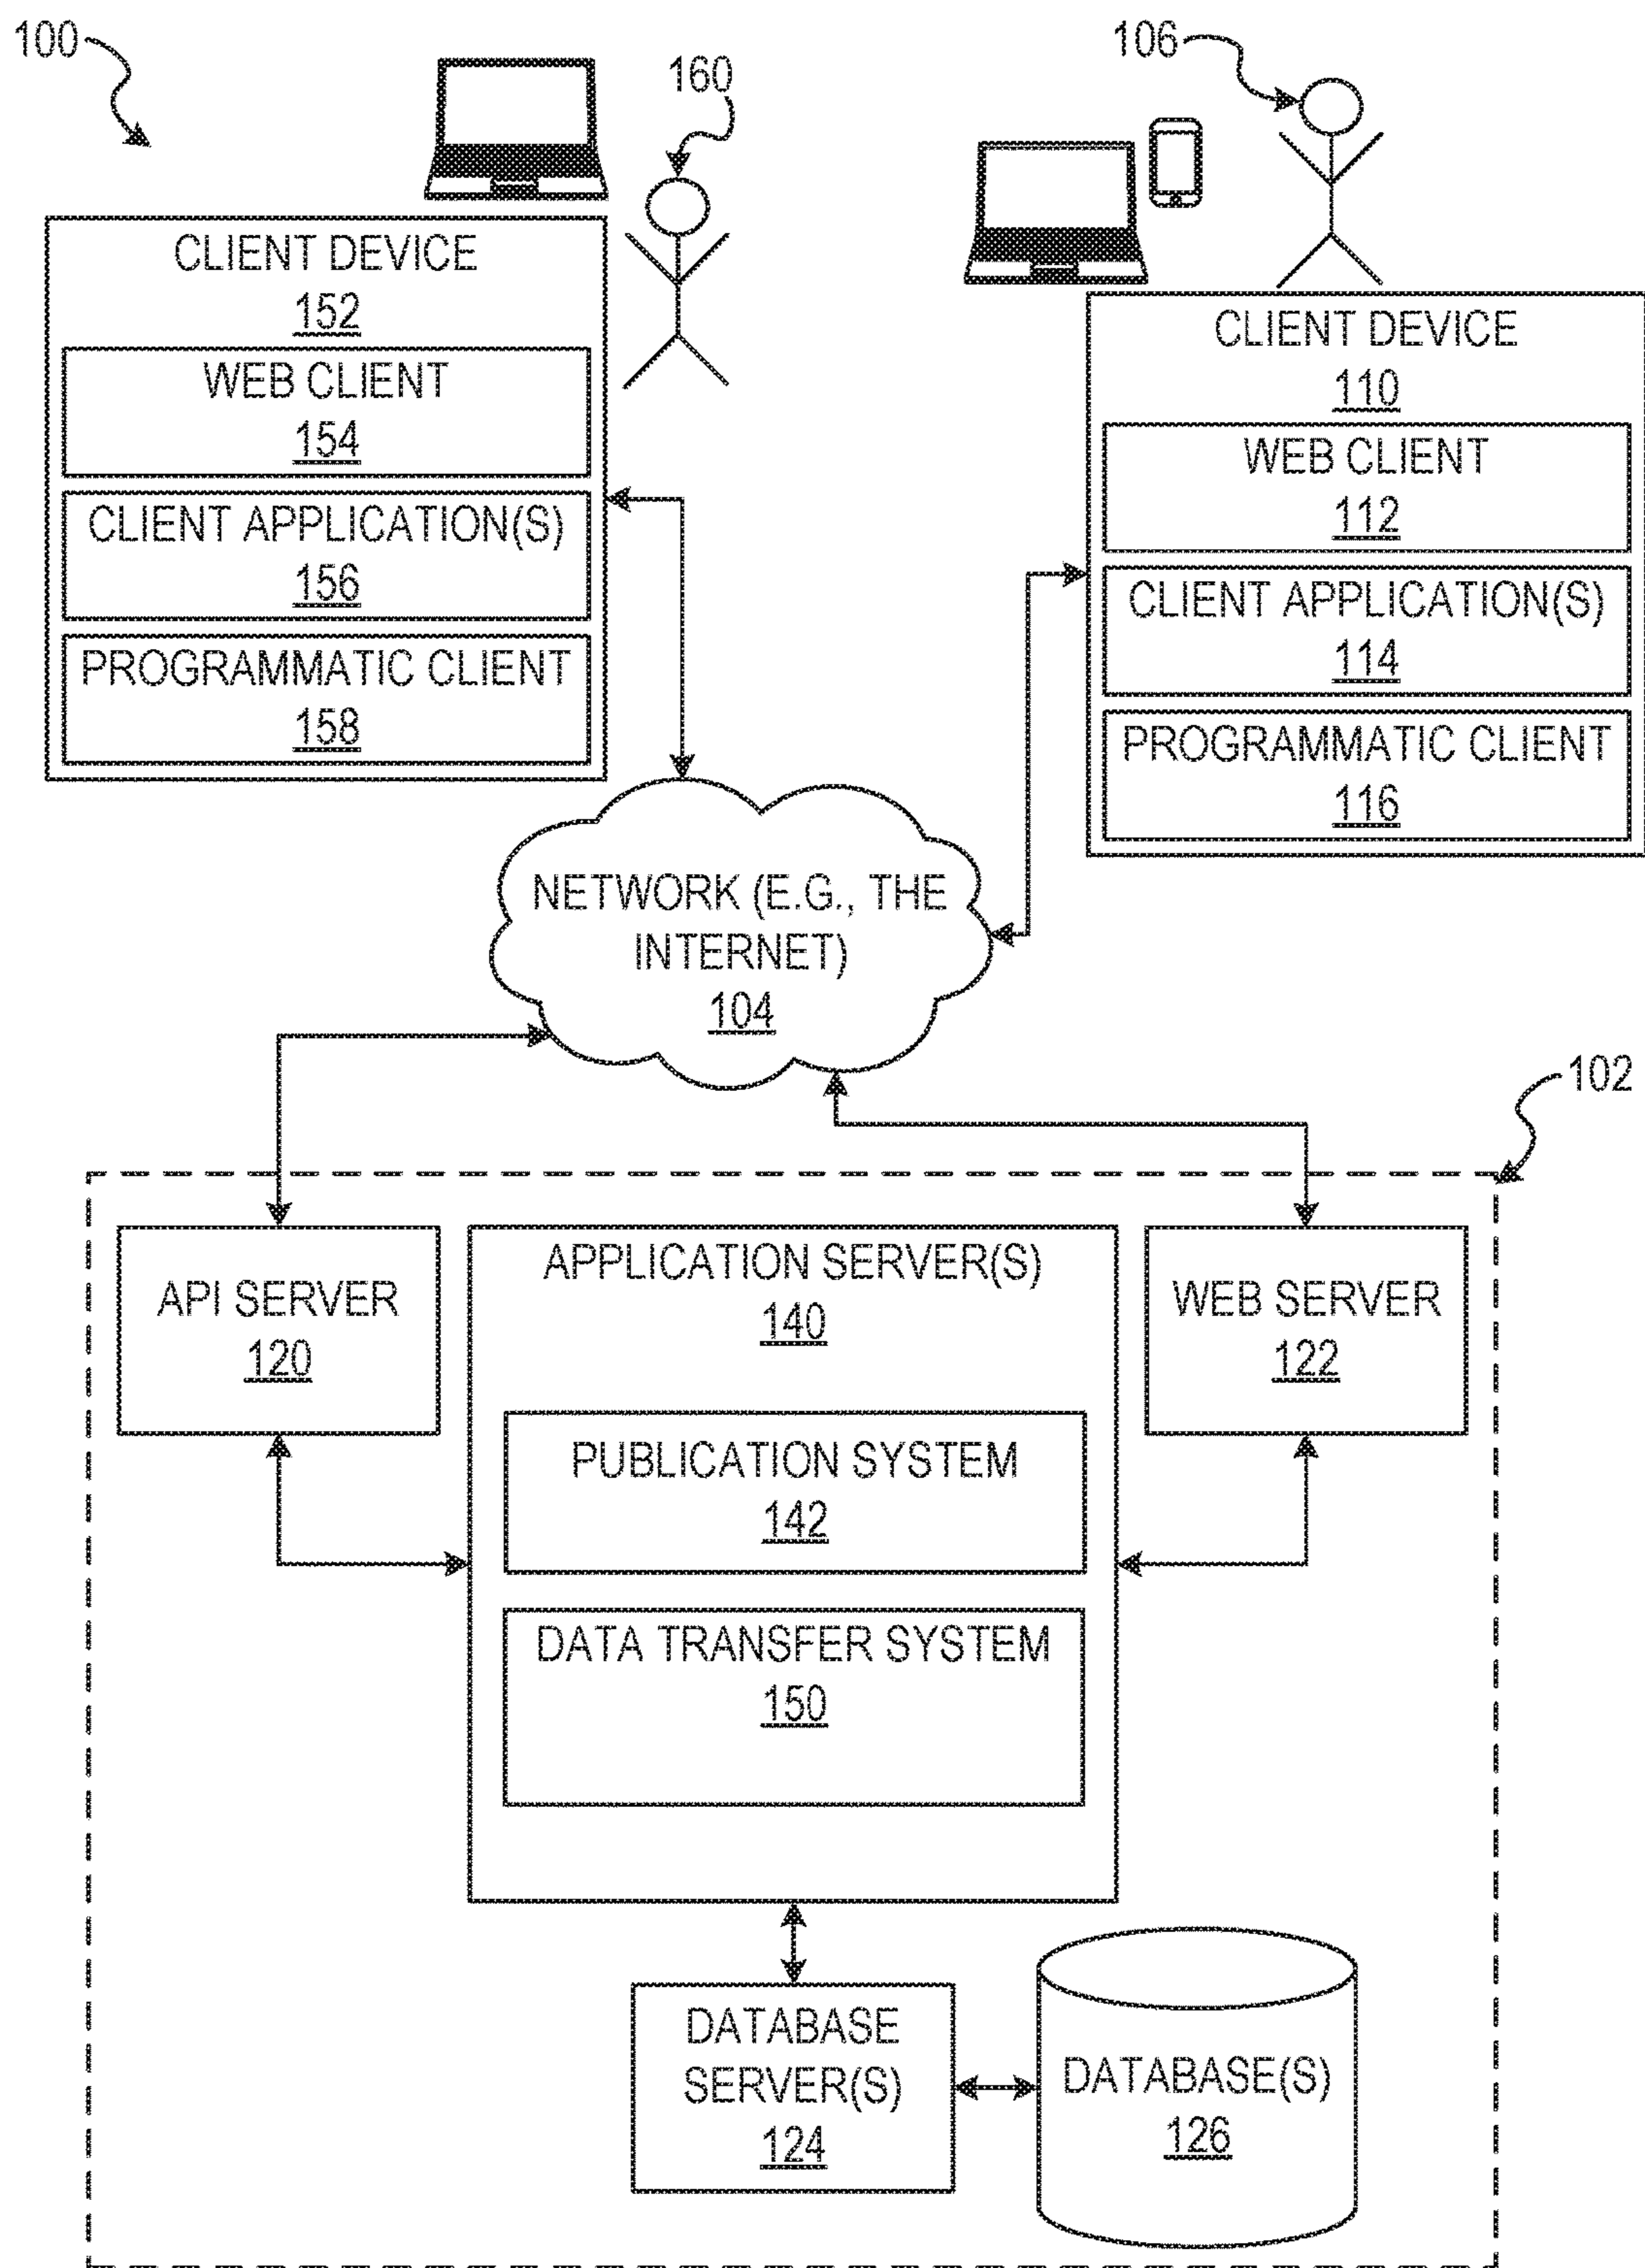 100
160
106
CLIENT DEVICE
152
WEB CLIENT
154
CLIENT APPLICATION(S)
156
PROGRAMMATIC CLIENT
158
CLIENT DEVICE
110
WEB CLIENT
112
CLIENT APPLICATION(S)
114
PROGRAMMATIC CLIENT
116
NETWORK (E.G., THE
INTERNET)
104
102
API SERVER
120
APPLICATION SERVER(S)
140
PUBLICATION SYSTEM
142
DATA TRANSFER SYSTEM
150
WEB SERVER
122
DATABASE
SERVER(S)
124
DATABASE(S)
126